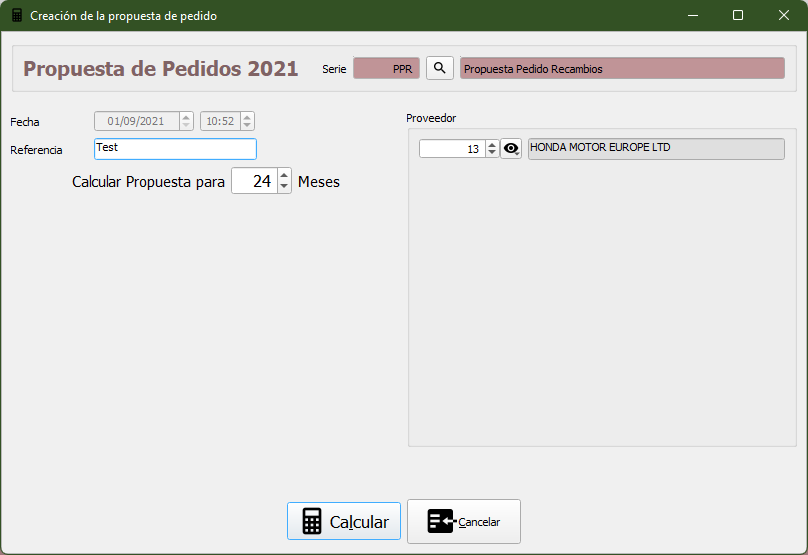 Creación de la propuesta de pedido
Propuesta de Pedidos 2021 Serie PPR Propuesta Pedido Recambios
Fecha 01/09/2021 10:52
Referencia Test
Calcular Propuesta para 24 Meses
Proveedor
13 HONDA MOTOR EUROPE LTD
Calcular Cancelar